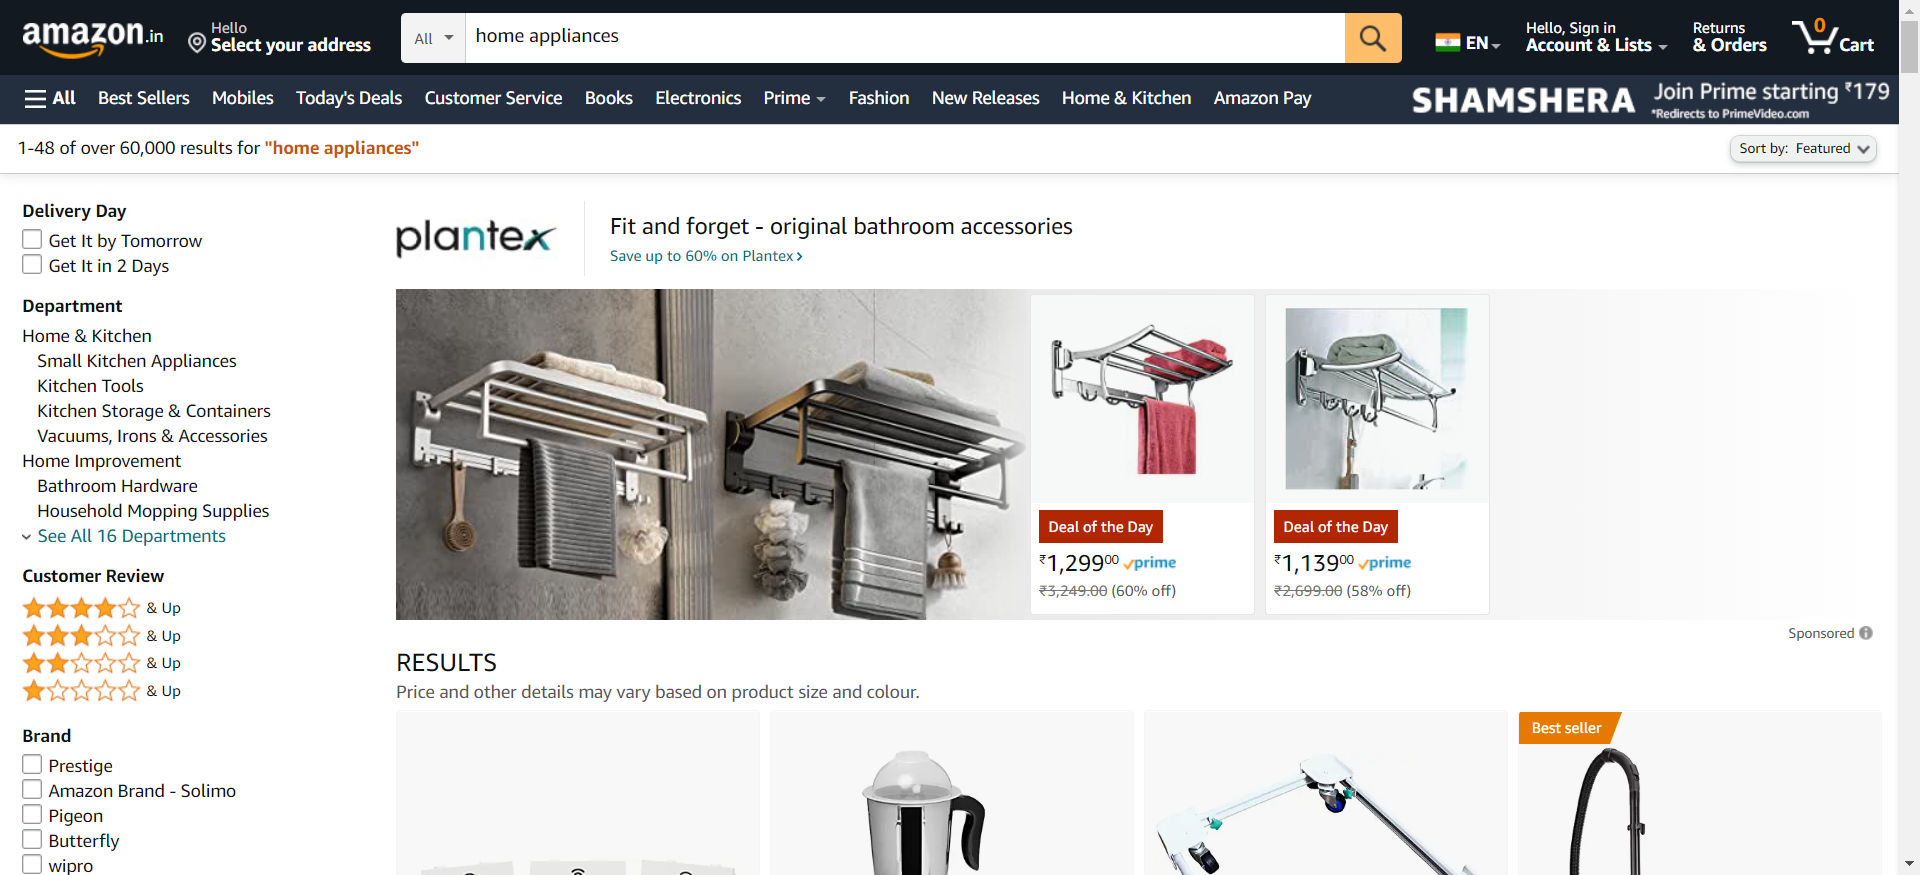 amazon.in
Hello
Select your address
All
home appliances
EN
Hello, Sign in
Account & Lists
Returns
& Orders
0
Cart
All
Best Sellers
Mobiles
Today's Deals
Customer Service
Books
Electronics
Prime
Fashion
New Releases
Home & Kitchen
Amazon Pay
SHAMSHERA
Join Prime starting ₹179
*Redirects to PrimeVideo.com
1-48 of over 60,000 results for "home appliances"
Sort by: Featured
Delivery Day
Get It by Tomorrow
Get It in 2 Days
Department
Home & Kitchen
Small Kitchen Appliances
Kitchen Tools
Kitchen Storage & Containers
Vacuums, Irons & Accessories
Home Improvement
Bathroom Hardware
Household Mopping Supplies
See All 16 Departments
Customer Review
& Up
& Up
& Up
& Up
Brand
Prestige
Amazon Brand - Solimo
Pigeon
Butterfly
wipro
plantex
Fit and forget - original bathroom accessories
Save up to 60% on Plantex
Deal of the Day
₹1,299.00 prime
₹3,249.00 (60% off)
Deal of the Day
₹1,139.00 prime
₹2,699.00 (58% off)
Sponsored
RESULTS
Price and other details may vary based on product size and colour.
Best seller